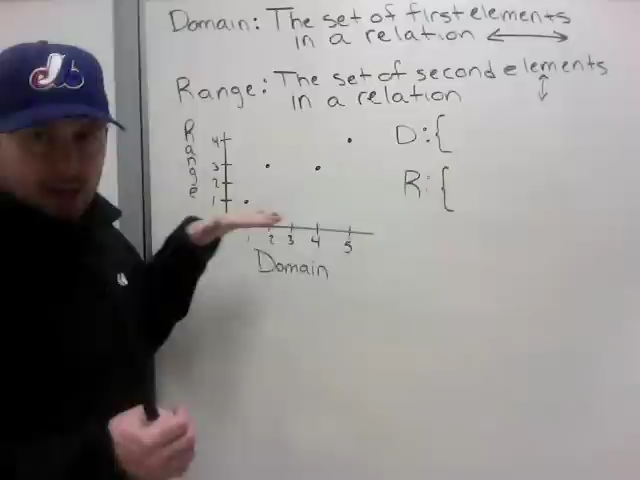 Domain: The set of first elements
in a relation
Range: The set of second elements
in a relation
Range
4
3
2
1
1 2 3 4 5
Domain
D:{
R:{